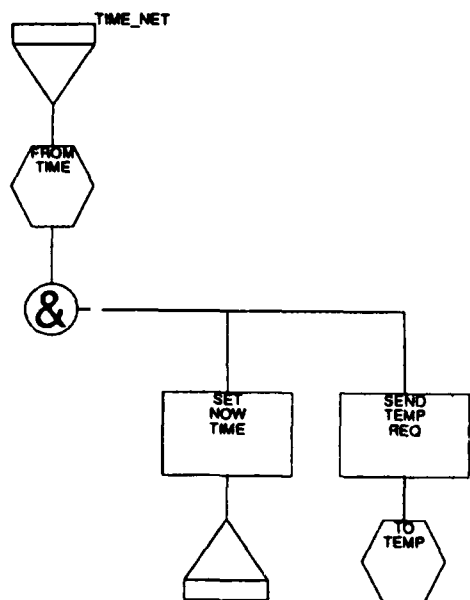 TIME_NET
FROM
TIME
&
SET
NOW
TIME
SEND
TEMP
REQ
TO
TEMP